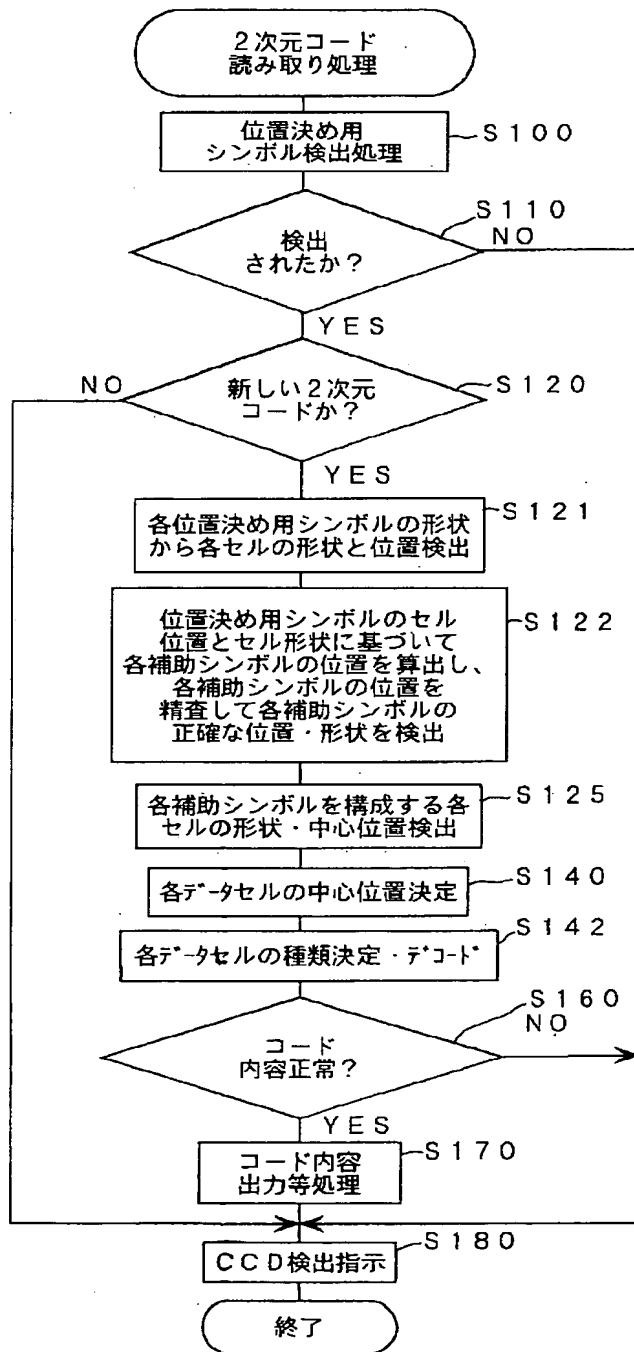 2次元コード
読み取り処理
位置決め用
シンボル検出処理
S100
S110
検出
されたか?
NO
YES
NO
新しい2次元
コードか?
S120
YES
各位置決め用シンボルの形状
から各セルの形状と位置検出
S121
位置決め用シンボルのセル
位置とセル形状に基づいて
各補助シンボルの位置を算出し、
各補助シンボルの位置を
精査して各補助シンボルの
正確な位置・形状を検出
S122
各補助シンボルを構成する各
セルの形状・中心位置検出
S125
各データセルの中心位置決定
S140
各データセルの種類決定・デコード
S142
コード
内容正常?
S160
NO
YES
コード内容
出力等処理
S170
CCD検出指示
S180
終了